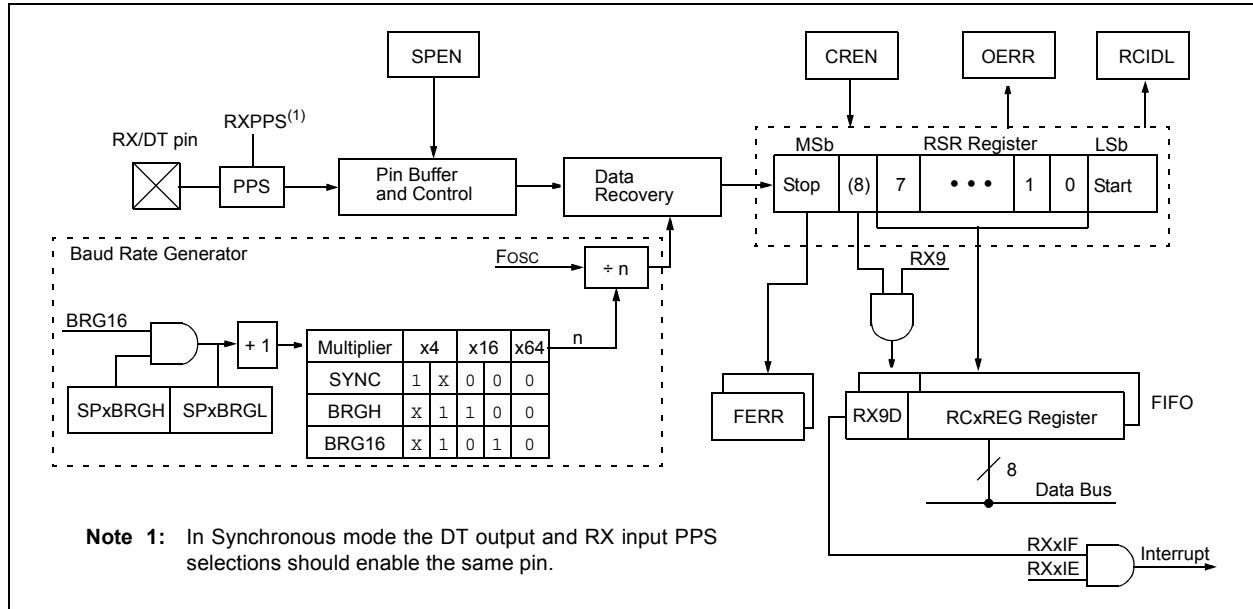 SPEN
CREN
OERR
RCIDL
RXPPS(1)
RX/DT pin
PPS
Pin Buffer
and Control
Data
Recovery
MSb
RSR Register
LSb
Stop (8) 7 • • • 1 0 Start
Baud Rate Generator
FOSC
÷ n
RX9
BRG16
+ 1
n
SPxBRGH SPxBRGL
Multiplier x4 x16 x64
SYNC 1 X 0 0 0
BRGH X 1 1 0 0
BRG16 X 1 0 1 0
FERR
RX9D
RCxREG Register
FIFO
8
Data Bus
RXxIF
RXxIE
Interrupt
Note 1: In Synchronous mode the DT output and RX input PPS
selections should enable the same pin.